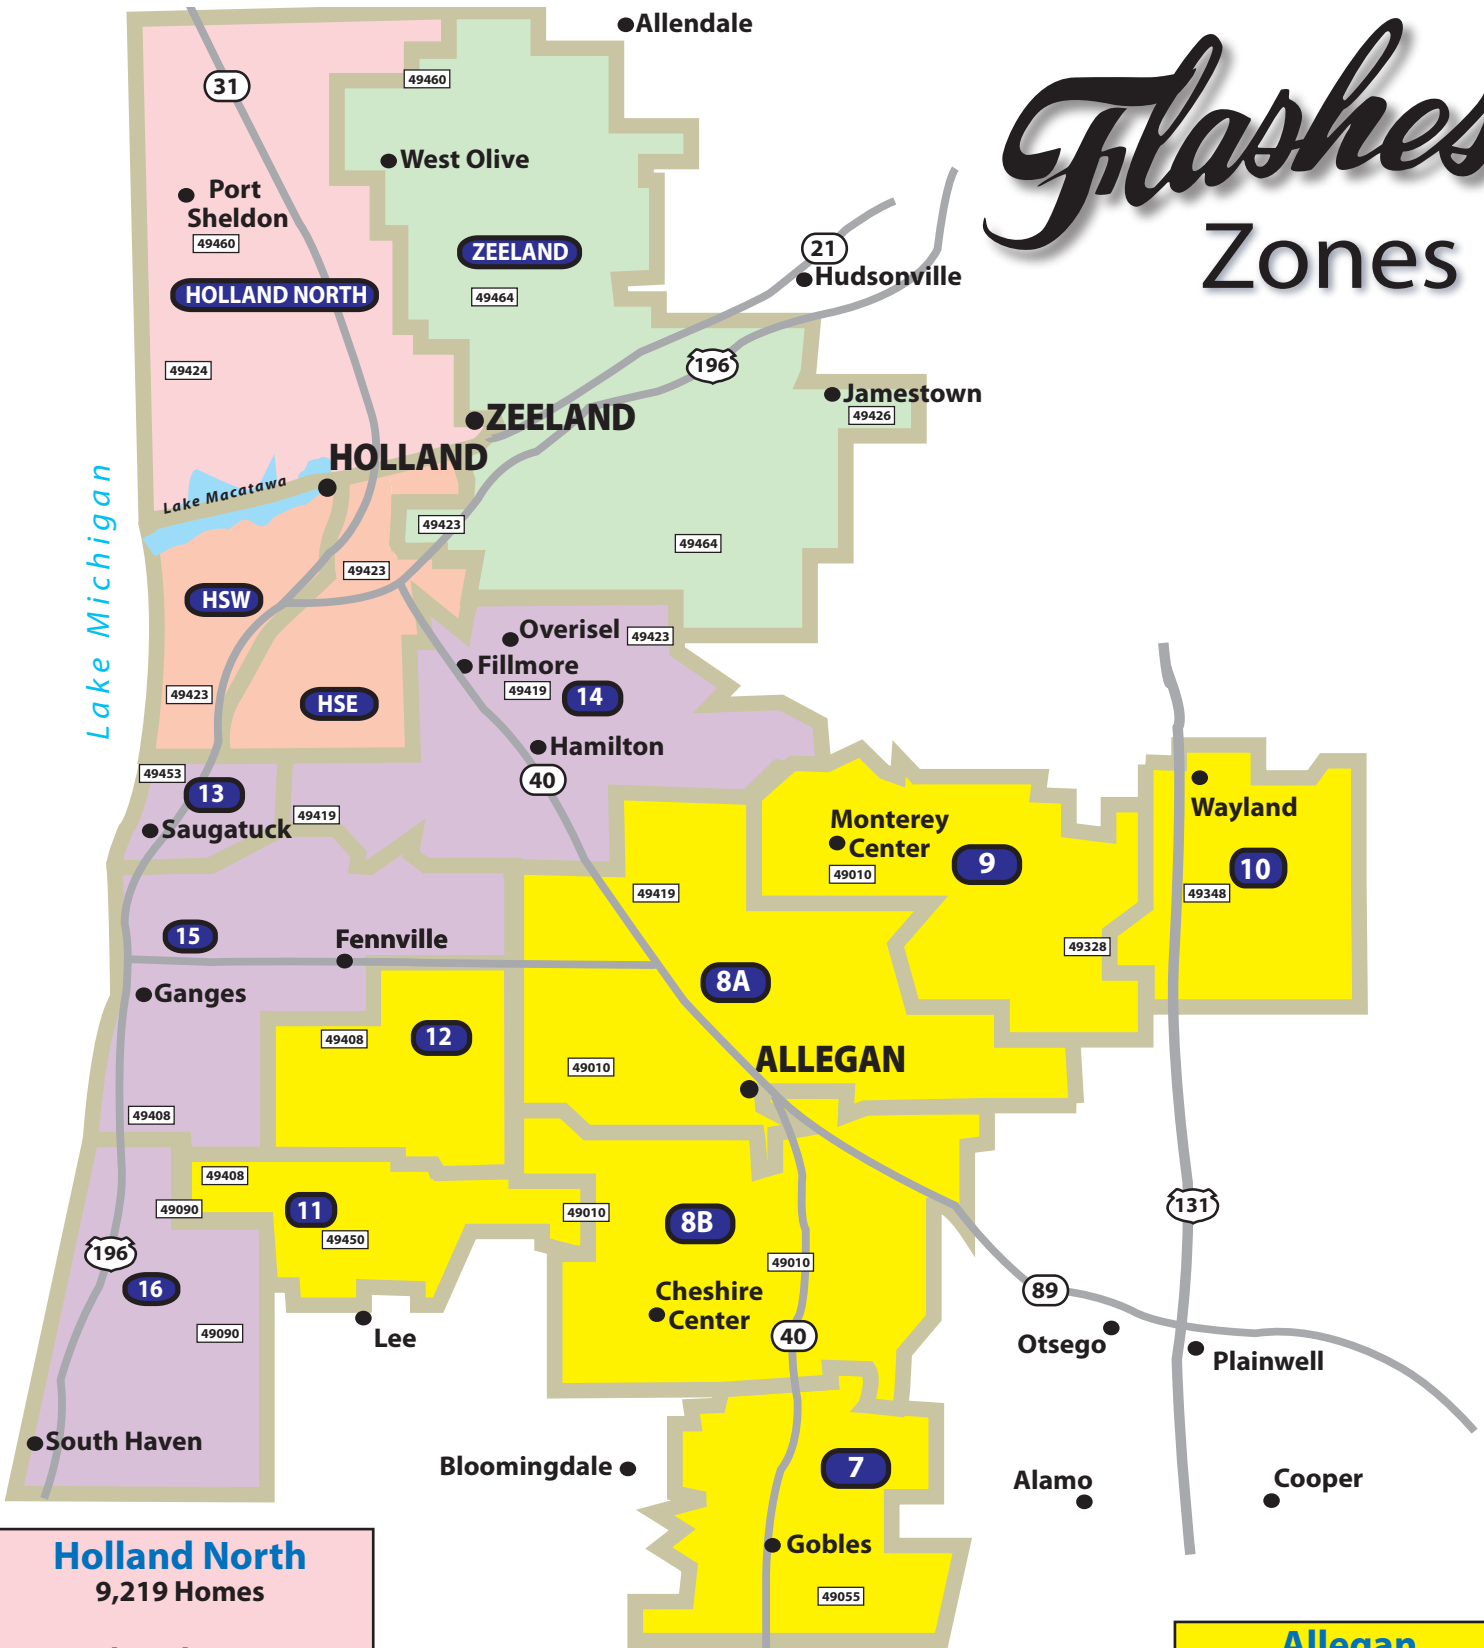 Allendale
Flashes
Zones
31
49460
West Olive
Port
Sheldon
49460
ZEELAND
21
Hudsonville
HOLLAND NORTH
49464
49424
196
Jamestown
49426
ZEELAND
HOLLAND
Lake Macatawa
Lake Michigan
49423
49464
49423
HSW
Overisel
49423
Fillmore
49419
14
49423
HSE
Hamilton
49453
13
40
Saugatuck
49419
Wayland
Monterey
Center
9
10
49010
49419
49348
15
Fennville
49328
8A
Ganges
12
49408
ALLEGAN
49010
49408
49408
49090
11
49010
8B
131
49450
196
49010
16
Cheshire
Center
89
49090
Lee
40
Otsego
Plainwell
South Haven
Bloomingdale
7
Alamo
Cooper
Gobles
49055
Holland North
9,219 Homes
Allegan